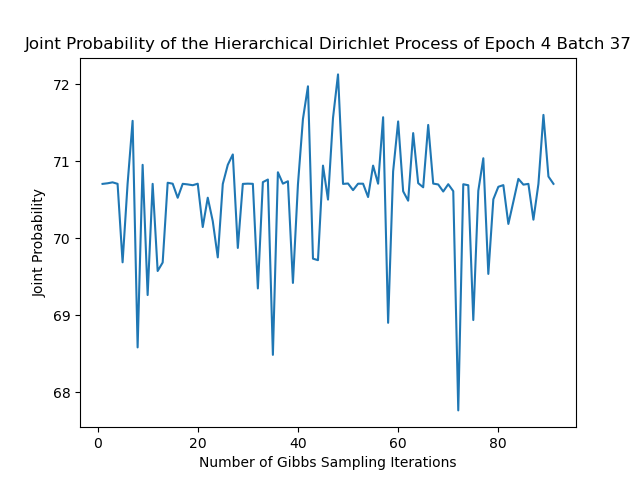 Joint Probability of the Hierarchical Dirichlet Process of Epoch 4 Batch 37
72
71
70
69
68
Joint Probability
0 20 40 60 80
Number of Gibbs Sampling Iterations